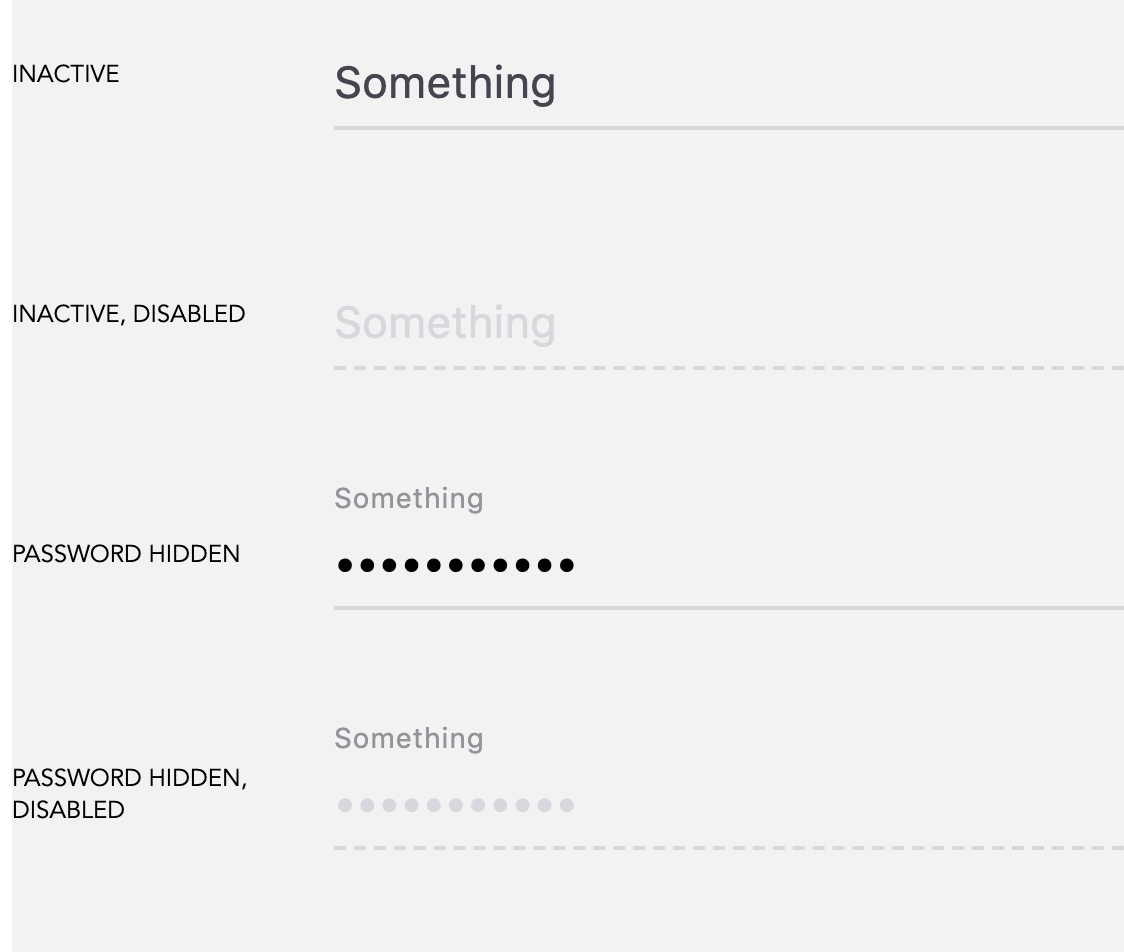 INACTIVE
Something
INACTIVE, DISABLED
Something
Something
PASSWORD HIDDEN
●●●●●●●●●●●
Something
PASSWORD HIDDEN,
DISABLED
●●●●●●●●●●●